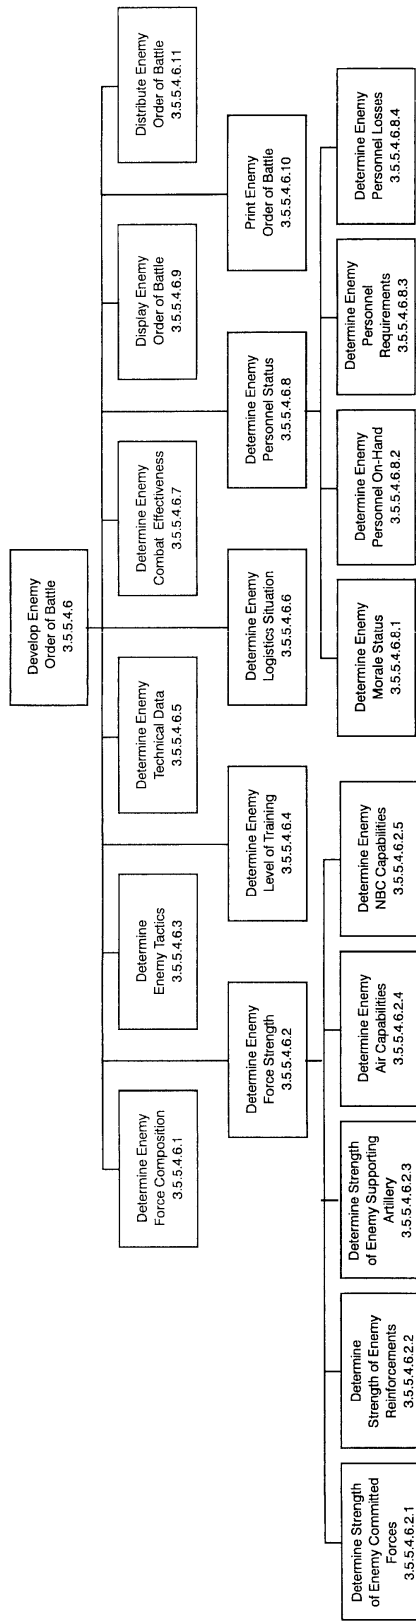 Develop Enemy
Order of Battle
3.5.5.4.6
Determine Enemy
Force Composition
3.5.5.4.6.1
Determine
Enemy Tactics
3.5.5.4.6.3
Determine Enemy
Technical Data
3.5.5.4.6.5
Determine Enemy
Combat Effectiveness
3.5.5.4.6.7
Display Enemy
Order of Battle
3.5.5.4.6.9
Distribute Enemy
Order of Battle
3.5.5.4.6.11
Determine Enemy
Force Strength
3.5.5.4.6.2
Determine Enemy
Level of Training
3.5.5.4.6.4
Determine Enemy
Logistics Situation
3.5.5.4.6.6
Determine Enemy
Personnel Status
3.5.5.4.6.8
Print Enemy
Order of Battle
3.5.5.4.6.10
Determine Strength
of Enemy Committed
Forces
3.5.5.4.6.2.1
Determine
Strength of Enemy
Reinforcements
3.5.5.4.6.2.2
Determine Strength
of Enemy Supporting
Artillery
3.5.5.4.6.2.3
Determine Enemy
Air Capabilities
3.5.5.4.6.2.4
Determine Enemy
NBC Capabilities
3.5.5.4.6.2.5
Determine Enemy
Morale Status
3.5.5.4.6.8.1
Determine Enemy
Personnel On-Hand
3.5.5.4.6.8.2
Determine Enemy
Personnel
Requirements
3.5.5.4.6.8.3
Determine Enemy
Personnel Losses
3.5.5.4.6.8.4